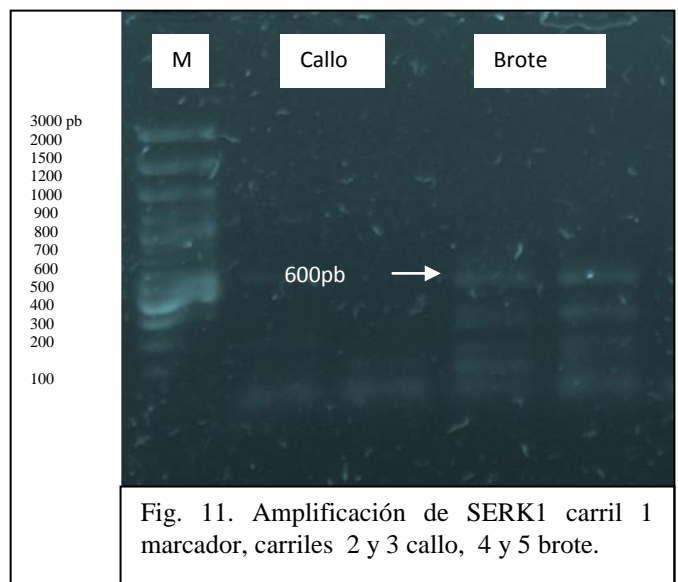 M Callo Brote
3000 pb
2000
1500
1200
1000
900
800
700
600
500
400
300
200
100
600pb
Fig. 11. Amplificación de SERK1 carril 1
marcador, carriles 2 y 3 callo, 4 y 5 brote.